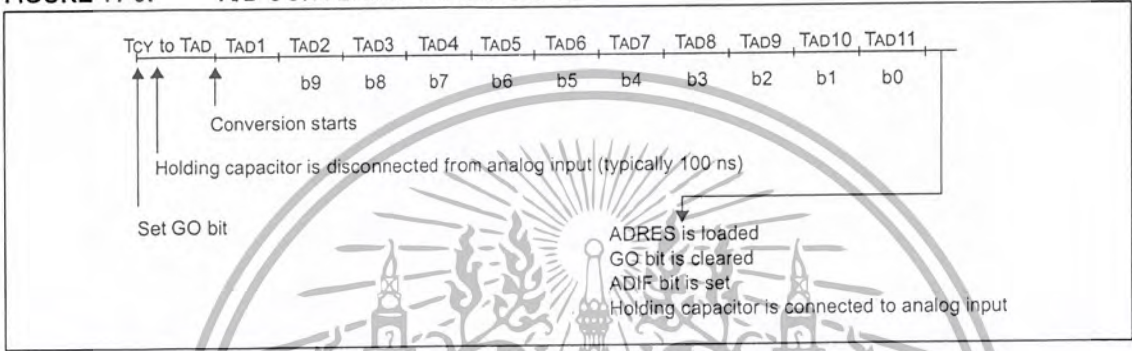 TCY to TAD TAD1 TAD2 TAD3 TAD4 TAD5 TAD6 TAD7 TAD8 TAD9 TAD10 TAD11
b9 b8 b7 b6 b5 b4 b3 b2 b1 b0
Conversion starts
Holding capacitor is disconnected from analog input (typically 100 ns)
Set GO bit
ADRES is loaded
GO bit is cleared
ADIF bit is set
Holding capacitor is connected to analog input